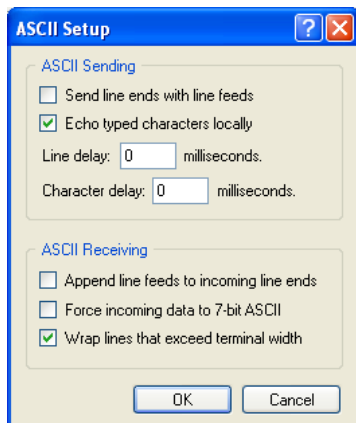 ASCII Setup
ASCII Sending
Send line ends with line feeds
Echo typed characters locally
Line delay: 0 milliseconds.
Character delay: 0 milliseconds.
ASCII Receiving
Append line feeds to incoming line ends
Force incoming data to 7-bit ASCII
Wrap lines that exceed terminal width
OK Cancel